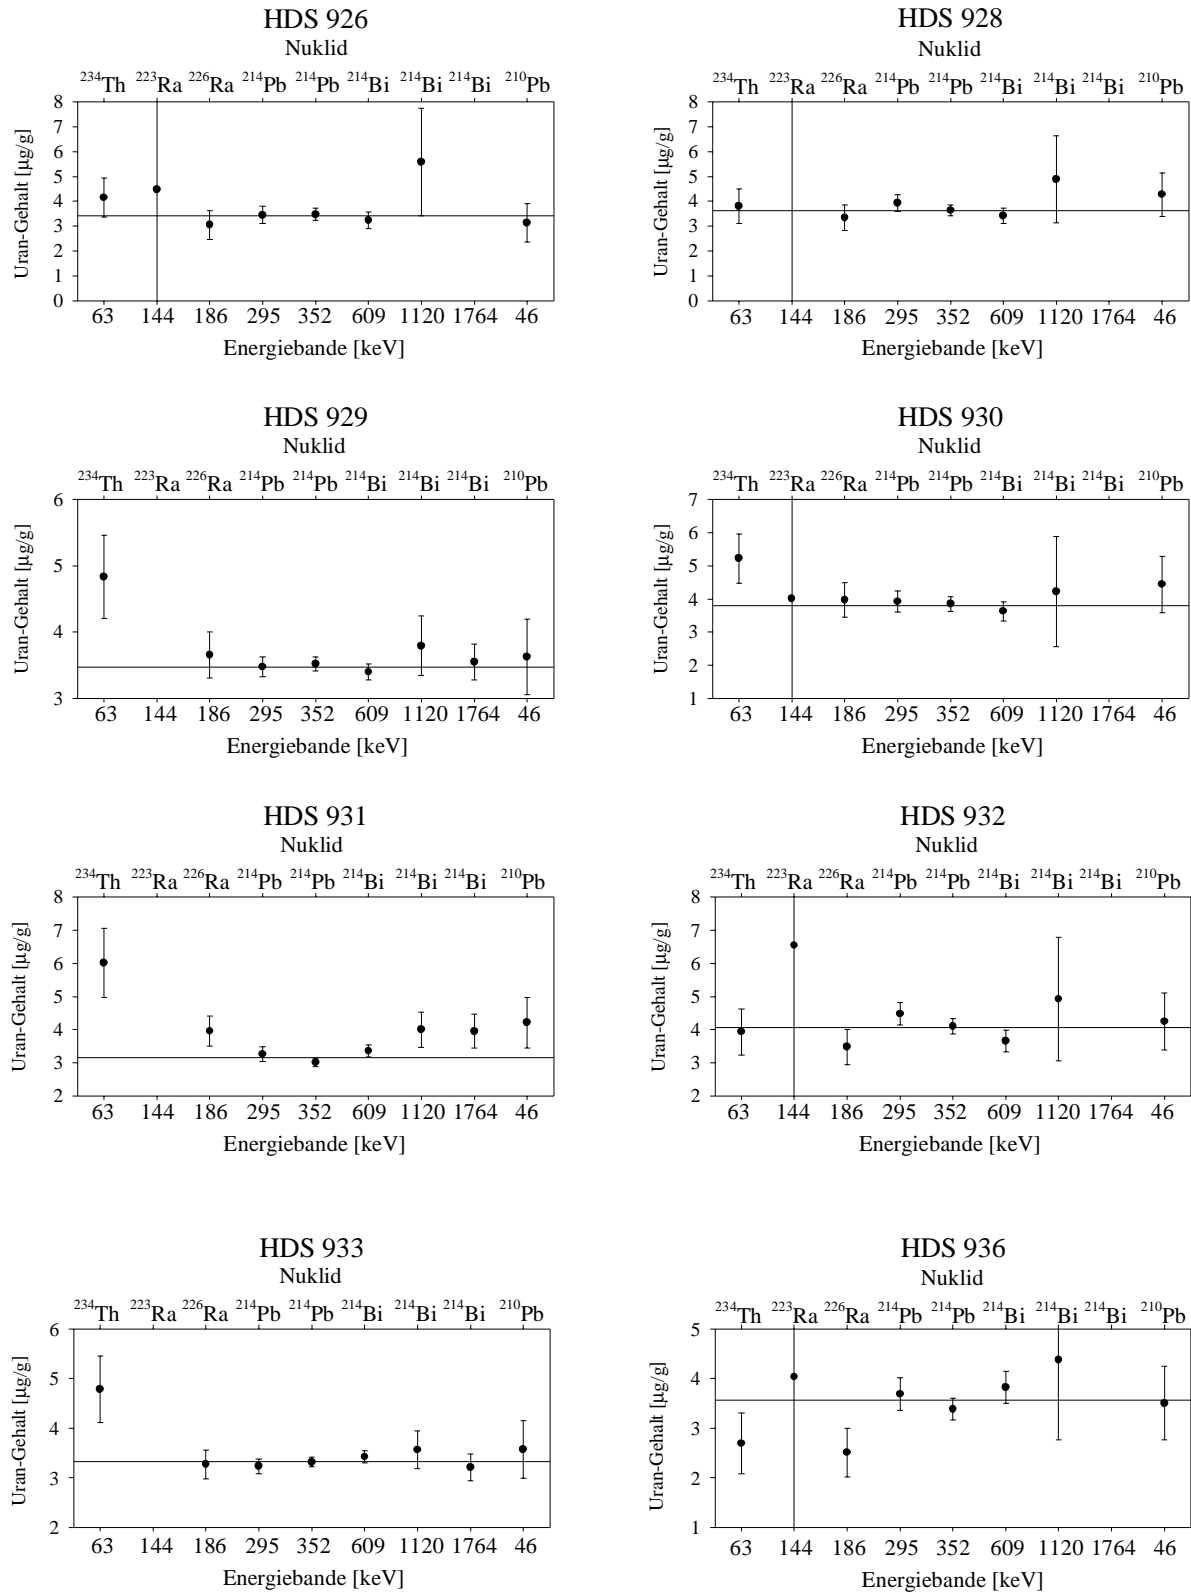 HDS 926
Nuklid
²³⁴Th ²²³Ra ²²⁶Ra ²¹⁴Pb ²¹⁴Pb ²¹⁴Bi ²¹⁴Bi ²¹⁴Bi ²¹⁰Pb
Uran-Gehalt [µg/g]
8
7
6
5
4
3
2
1
0
63 144 186 295 352 609 1120 1764 46
Energiebande [keV]
HDS 928
Nuklid
²³⁴Th ²²³Ra ²²⁶Ra ²¹⁴Pb ²¹⁴Pb ²¹⁴Bi ²¹⁴Bi ²¹⁴Bi ²¹⁰Pb
Uran-Gehalt [µg/g]
8
7
6
5
4
3
2
1
0
63 144 186 295 352 609 1120 1764 46
Energiebande [keV]
HDS 929
Nuklid
²³⁴Th ²²³Ra ²²⁶Ra ²¹⁴Pb ²¹⁴Pb ²¹⁴Bi ²¹⁴Bi ²¹⁴Bi ²¹⁰Pb
Uran-Gehalt [µg/g]
6
5
4
3
63 144 186 295 352 609 1120 1764 46
Energiebande [keV]
HDS 930
Nuklid
²³⁴Th ²²³Ra ²²⁶Ra ²¹⁴Pb ²¹⁴Pb ²¹⁴Bi ²¹⁴Bi ²¹⁴Bi ²¹⁰Pb
Uran-Gehalt [µg/g]
7
6
5
4
3
2
1
63 144 186 295 352 609 1120 1764 46
Energiebande [keV]
HDS 931
Nuklid
²³⁴Th ²²³Ra ²²⁶Ra ²¹⁴Pb ²¹⁴Pb ²¹⁴Bi ²¹⁴Bi ²¹⁴Bi ²¹⁰Pb
Uran-Gehalt [µg/g]
8
7
6
5
4
3
2
63 144 186 295 352 609 1120 1764 46
Energiebande [keV]
HDS 932
Nuklid
²³⁴Th ²²³Ra ²²⁶Ra ²¹⁴Pb ²¹⁴Pb ²¹⁴Bi ²¹⁴Bi ²¹⁴Bi ²¹⁰Pb
Uran-Gehalt [µg/g]
8
7
6
5
4
3
2
63 144 186 295 352 609 1120 1764 46
Energiebande [keV]
HDS 933
Nuklid
²³⁴Th ²²³Ra ²²⁶Ra ²¹⁴Pb ²¹⁴Pb ²¹⁴Bi ²¹⁴Bi ²¹⁴Bi ²¹⁰Pb
Uran-Gehalt [µg/g]
6
5
4
3
2
63 144 186 295 352 609 1120 1764 46
Energiebande [keV]
HDS 936
Nuklid
²³⁴Th ²²³Ra ²²⁶Ra ²¹⁴Pb ²¹⁴Pb ²¹⁴Bi ²¹⁴Bi ²¹⁴Bi ²¹⁰Pb
Uran-Gehalt [µg/g]
5
4
3
2
1
63 144 186 295 352 609 1120 1764 46
Energiebande [keV]